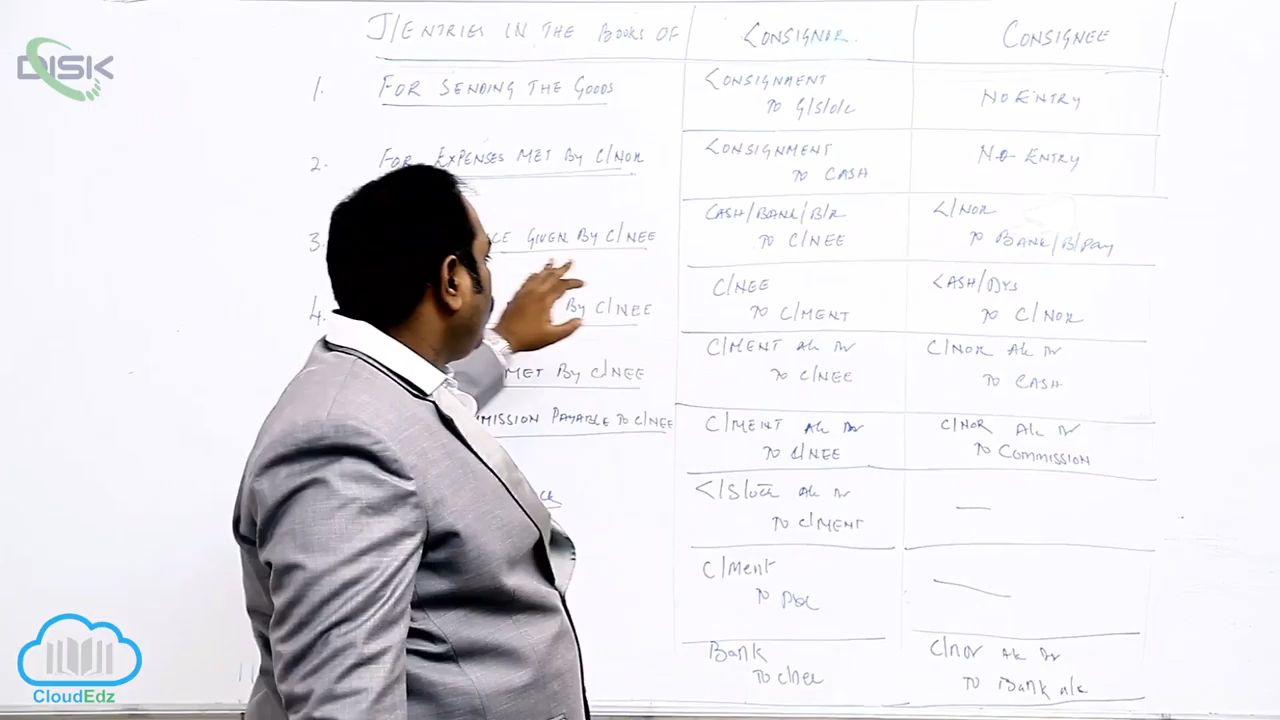 DISK
J/ENTRIES IN THE BOOKS OF CONSIGNOR CONSIGNEE
1. FOR SENDING THE GOODS CONSIGNMENT NO ENTRY
TO G/S/O/C
2. FOR EXPENSES MET BY C/NOR CONSIGNMENT NO ENTRY
TO CASH
3. GIVEN BY C/NEE CASH/BANK/B/R C/NOR
TO C/NEE TO BANK/B/PAY
4. BY C/NEE C/NEE CASH/DRS
TO C/MENT TO C/NOR
MET BY C/NEE C/MENT A/c Dr C/NOR A/c Dr
TO C/NEE TO CASH
MISSION PAYABLE TO C/NEE C/MENT A/c Dr C/NOR A/c Dr
TO C/NEE TO COMMISSION
C/Stock A/c Dr —
TO C/MENT
C/Ment —
To P&L
Bank C/nor A/c Dr
To C/nee To Bank a/c
CloudEdz